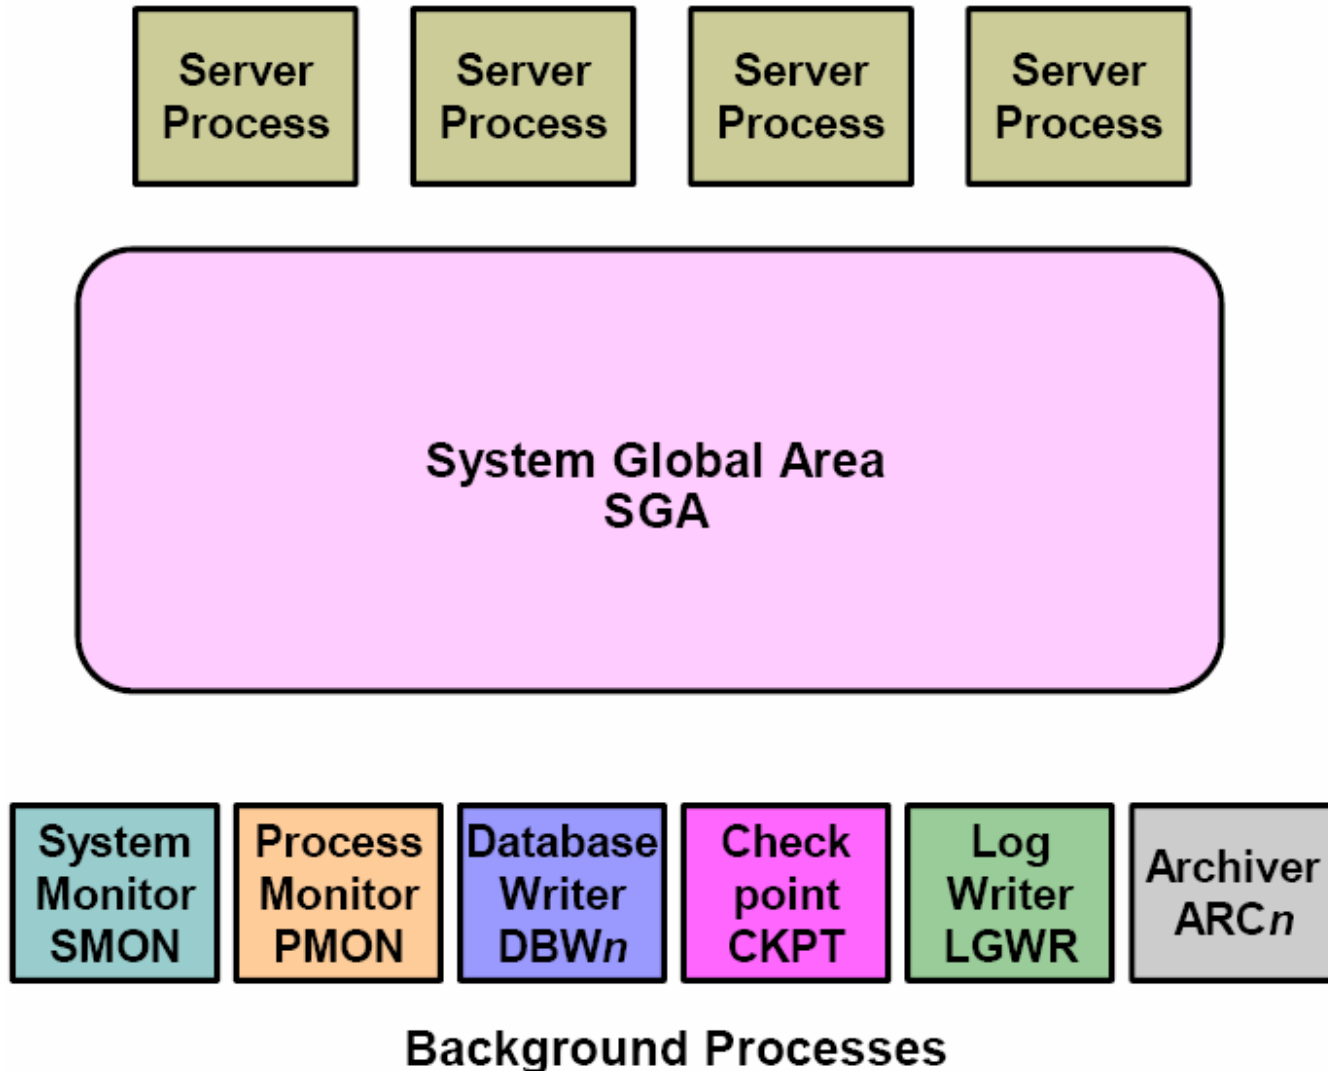 Server
Process
Server
Process
Server
Process
Server
Process
System Global Area
SGA
System
Monitor
SMON
Process
Monitor
PMON
Database
Writer
DBWn
Check
point
CKPT
Log
Writer
LGWR
Archiver
ARCn
Background Processes